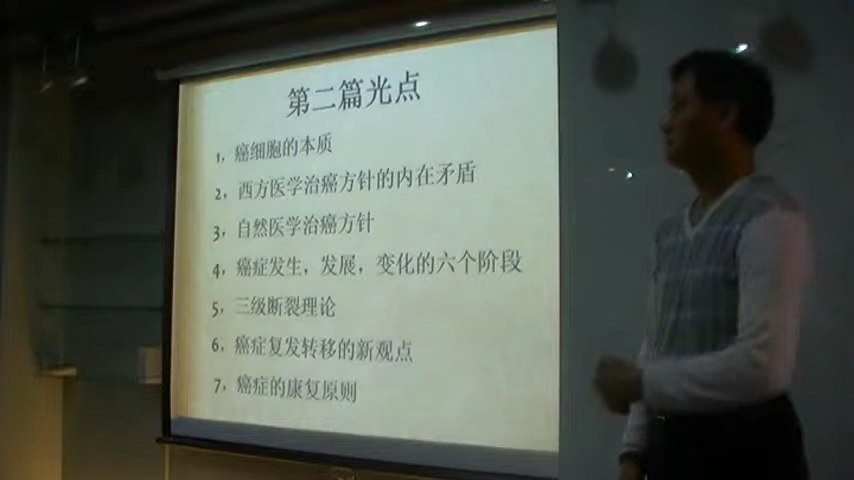 第二篇光点
1，癌细胞的本质
2，西方医学治癌方针的内在矛盾
3，自然医学治癌方针
4，癌症发生，发展，变化的六个阶段
5，三级断裂理论
6，癌症复发转移的新观点
7，癌症的康复原则